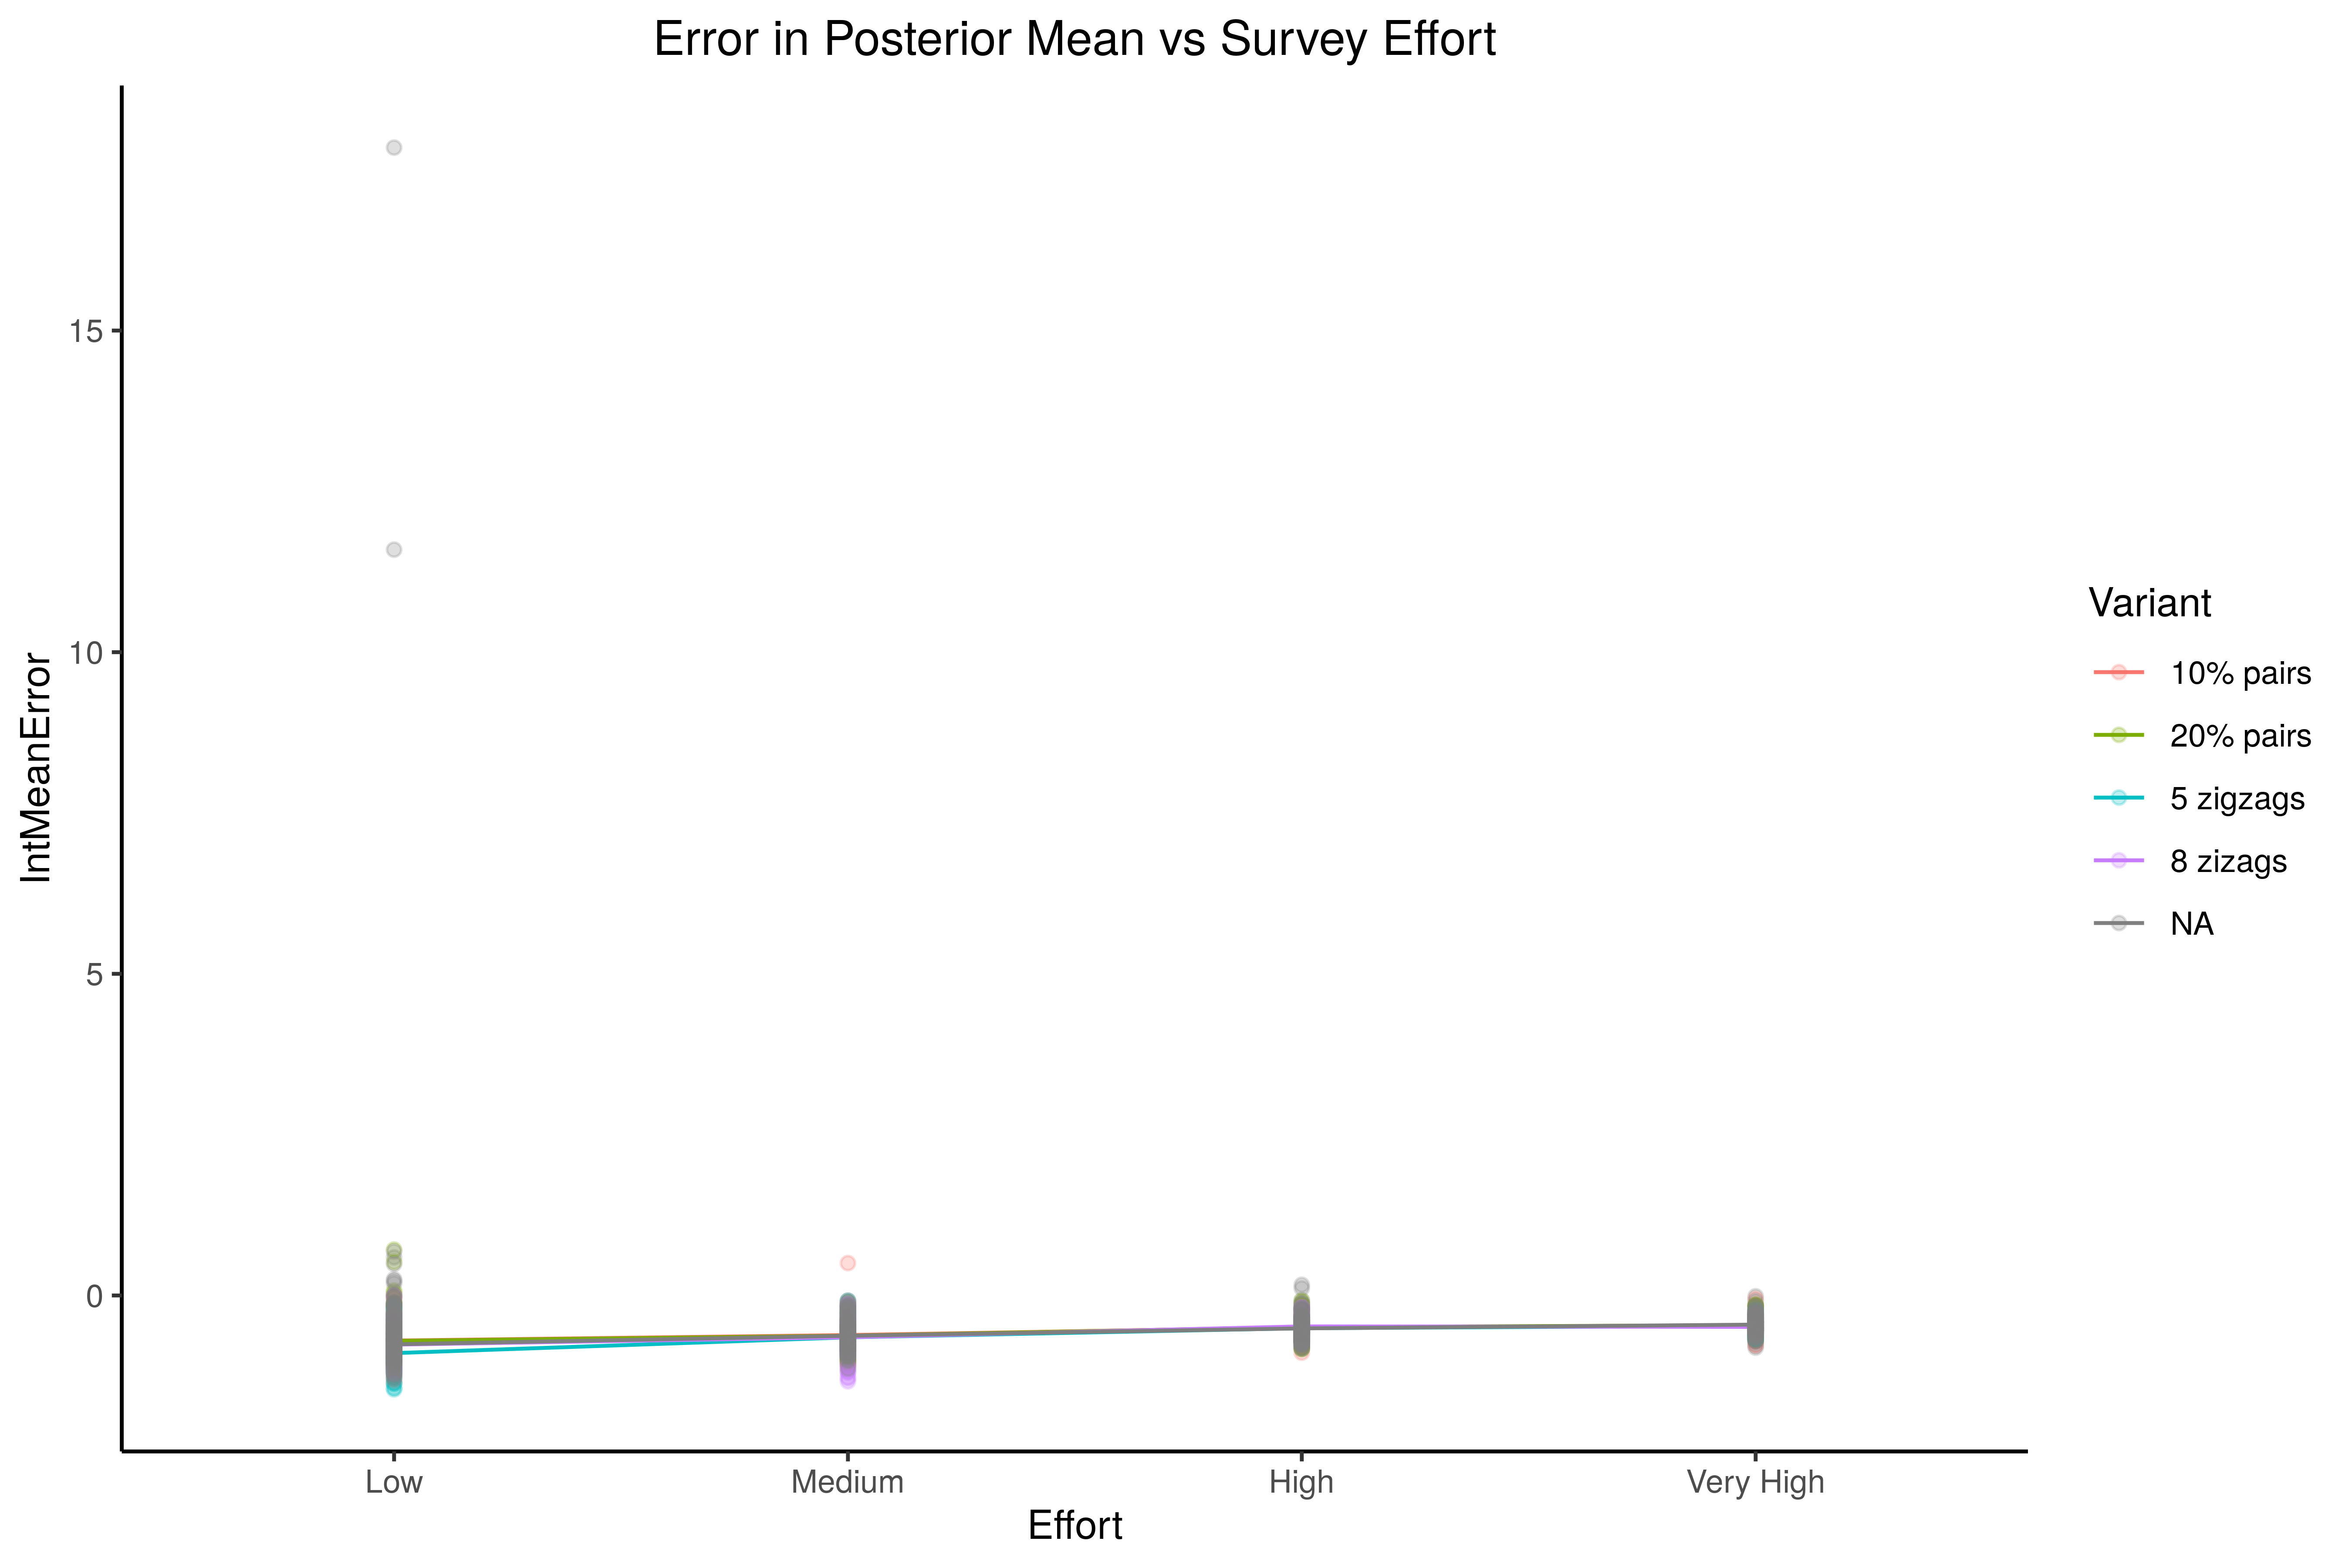 Error in Posterior Mean vs Survey Effort
IntMeanError
15
10
5
0
Low
Medium
High
Very High
Effort
Variant
10% pairs
20% pairs
5 zigzags
8 zizags
NA